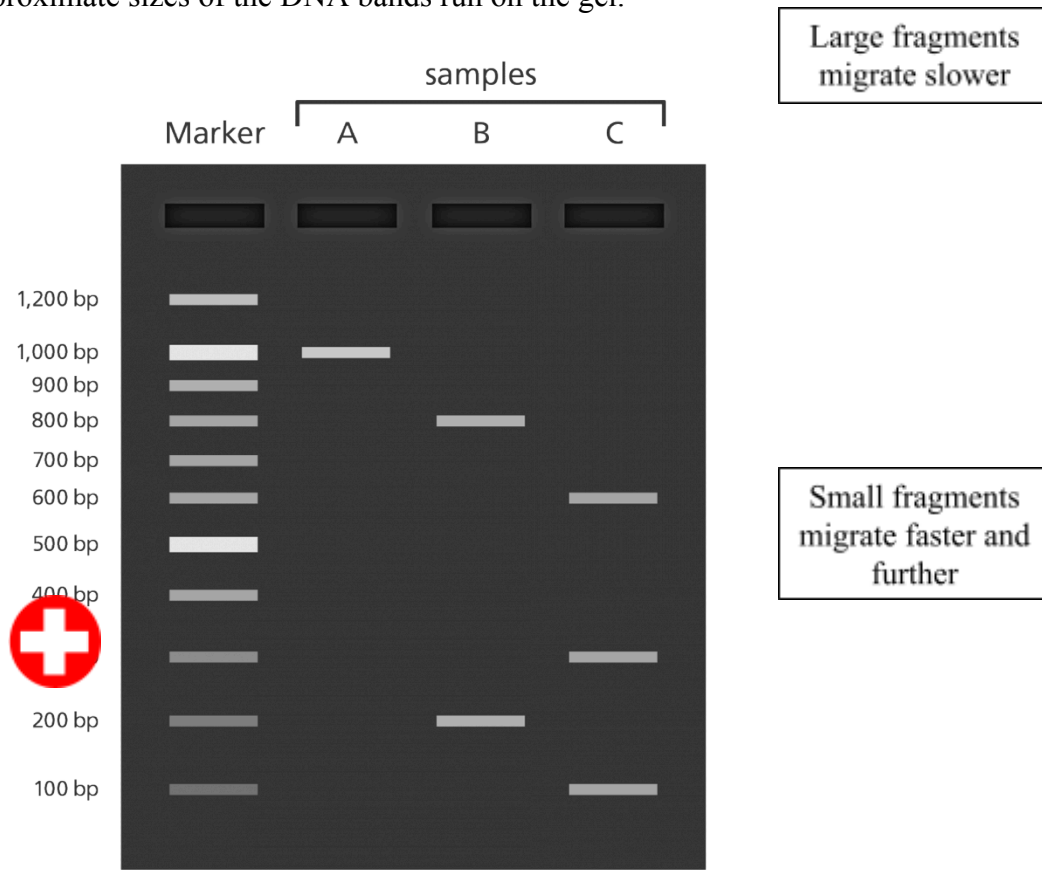 proximate sizes of the DNA bands run on the gel.
Large fragments
migrate slower
samples
Marker A B C
1,200 bp
1,000 bp
900 bp
800 bp
700 bp
600 bp
500 bp
400 bp
200 bp
100 bp
Small fragments
migrate faster and
further